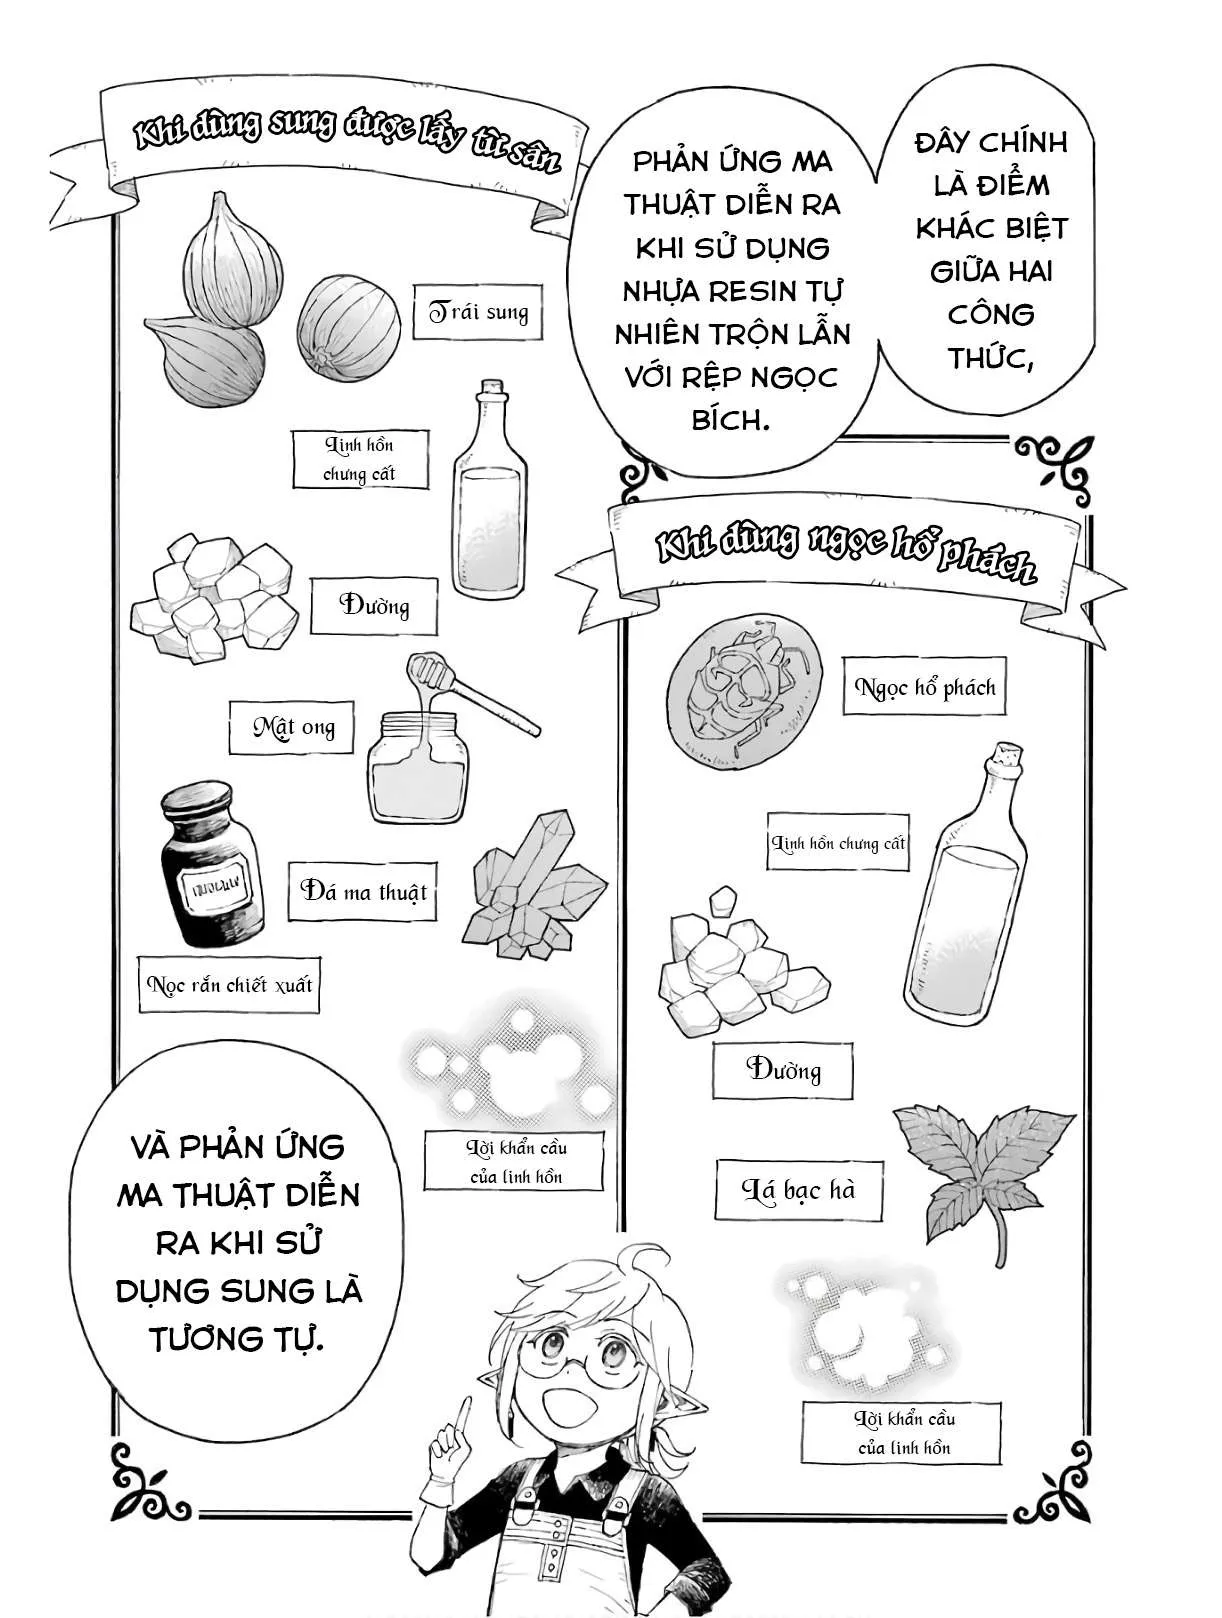 ĐÂY CHÍNH
LÀ ĐIỂM
KHÁC BIỆT
GIỮA HAI
CÔNG
THỨC,
PHẢN ỨNG MA
THUẬT DIỄN RA
KHI SỬ DỤNG
NHỰA RESIN TỰ
NHIÊN TRỘN LẪN
VỚI RỆP NGỌC
BÍCH.
Khi dùng ngọc hổ phách
Ngọc hổ phách
Linh hồn chưng cất
Đường
Lá bạc hà
Lời khẩn cầu
của linh hồn
Khi dùng sung được lấy từ sân
Trái sung
Linh hồn
chưng cất
Đường
Mật ong
Đá ma thuật
Nọc rắn chiết xuất
Lời khẩn cầu
của linh hồn
VÀ PHẢN ỨNG
MA THUẬT DIỄN
RA KHI SỬ
DỤNG SUNG LÀ
TƯƠNG TỰ.